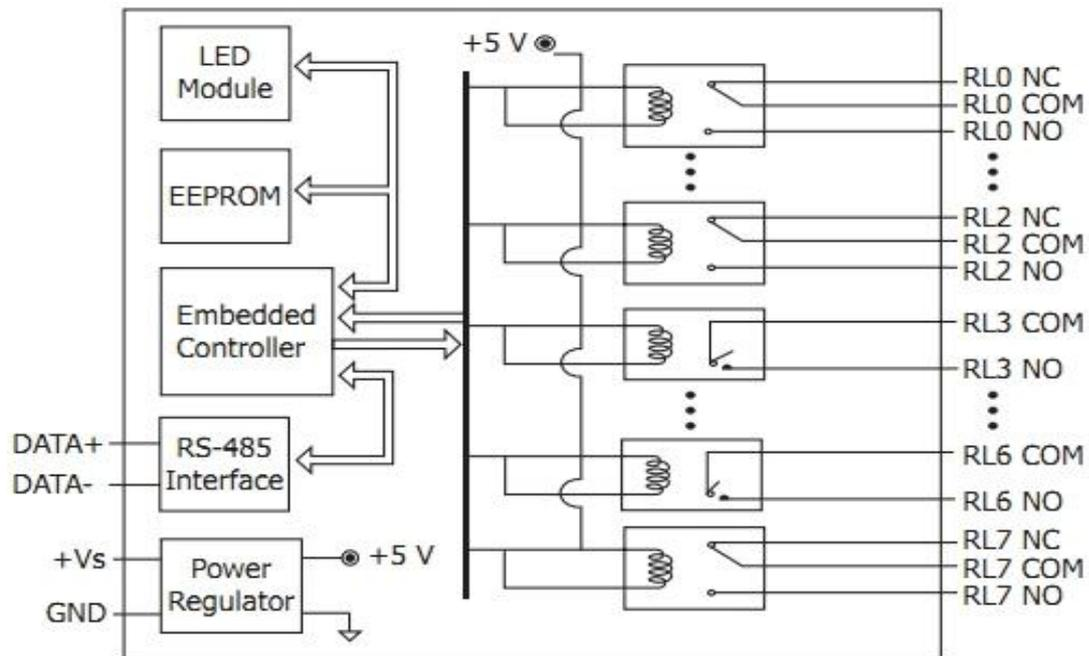 LED
Module
EEPROM
Embedded
Controller
DATA+
DATA-
RS-485
Interface
+Vs
GND
Power
Regulator
+5 V
+5 V
RL0 NC
RL0 COM
RL0 NO
RL2 NC
RL2 COM
RL2 NO
RL3 COM
RL3 NO
RL6 COM
RL6 NO
RL7 NC
RL7 COM
RL7 NO